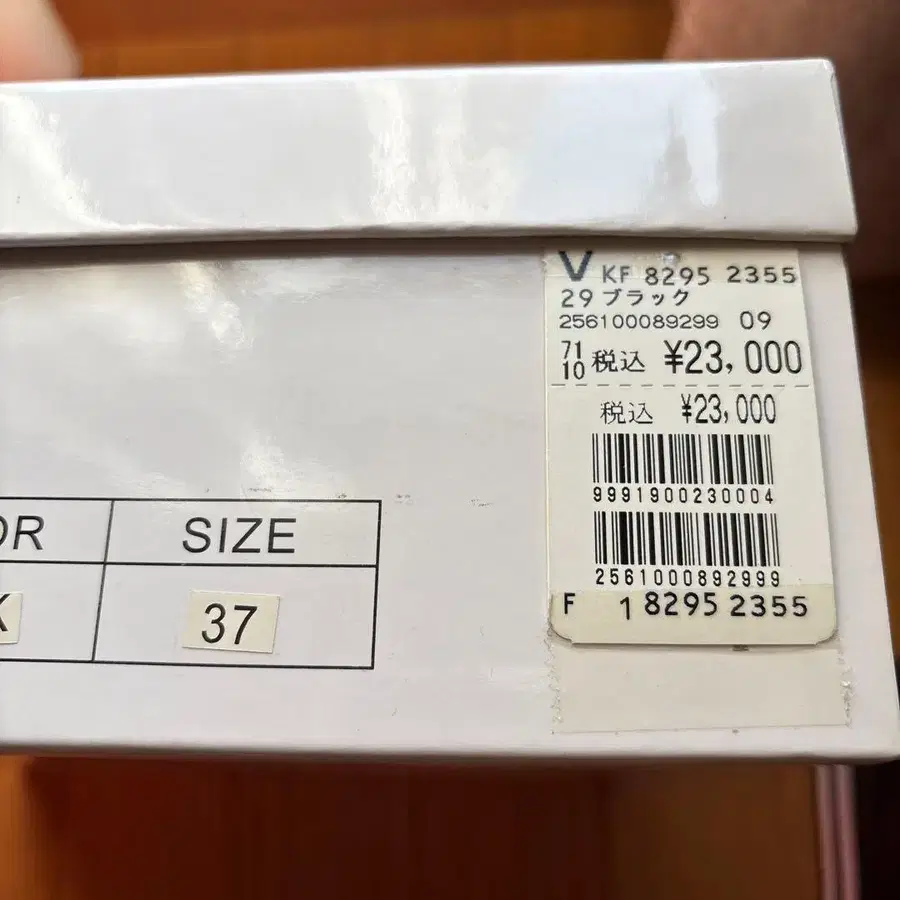 V KF 8295 2355
29 ブラック
256100089299 09
71
10 税込 ¥23,000
税込 ¥23,000
9991900230004
2561000892999
F 1 8295 2355
OR SIZE
K 37